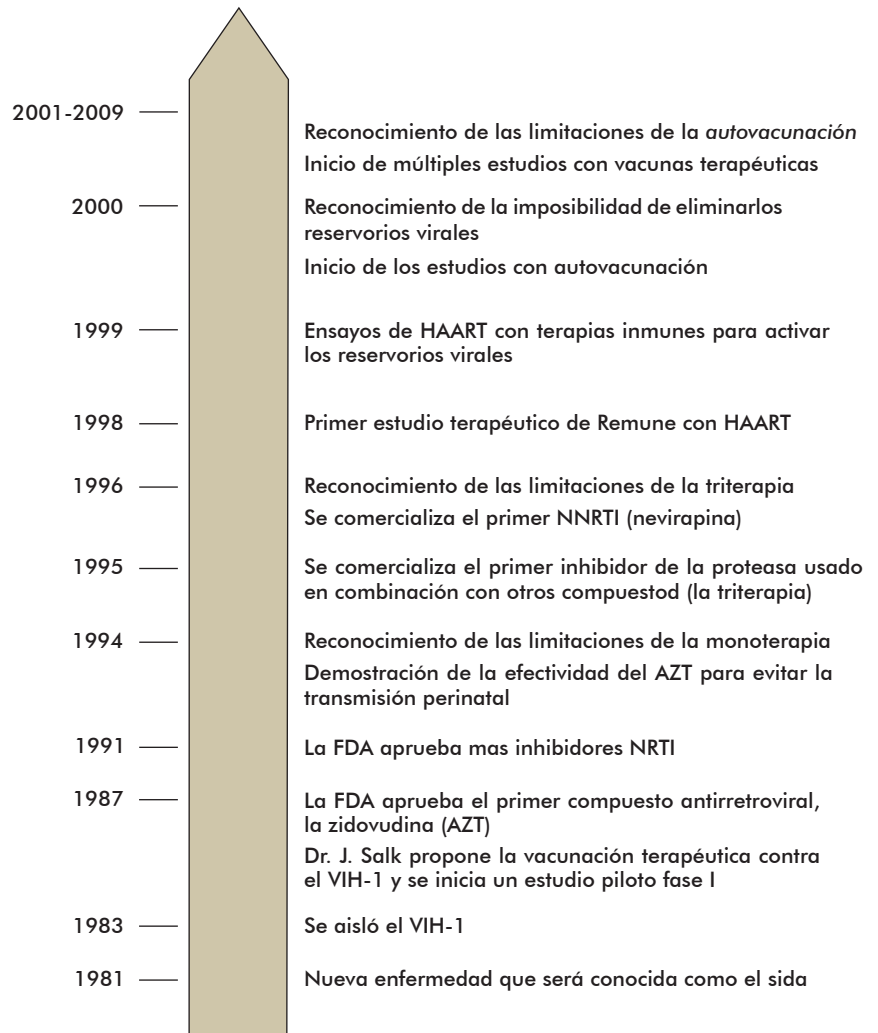 2001-2009
Reconocimiento de las limitaciones de la autovacunación
Inicio de múltiples estudios con vacunas terapéuticas
2000
Reconocimiento de la imposibilidad de eliminarlos
reservorios virales
Inicio de los estudios con autovacunación
1999
Ensayos de HAART con terapias inmunes para activar
los reservorios virales
1998
Primer estudio terapéutico de Remune con HAART
1996
Reconocimiento de las limitaciones de la triterapia
Se comercializa el primer NNRTI (nevirapina)
1995
Se comercializa el primer inhibidor de la proteasa usado
en combinación con otros compuestod (la triterapia)
1994
Reconocimiento de las limitaciones de la monoterapia
Demostración de la efectividad del AZT para evitar la
transmisión perinatal
1991
La FDA aprueba mas inhibidores NRTI
1987
La FDA aprueba el primer compuesto antirretroviral,
la zidovudina (AZT)
Dr. J. Salk propone la vacunación terapéutica contra
el VIH-1 y se inicia un estudio piloto fase I
1983
Se aisló el VIH-1
1981
Nueva enfermedad que será conocida como el sida